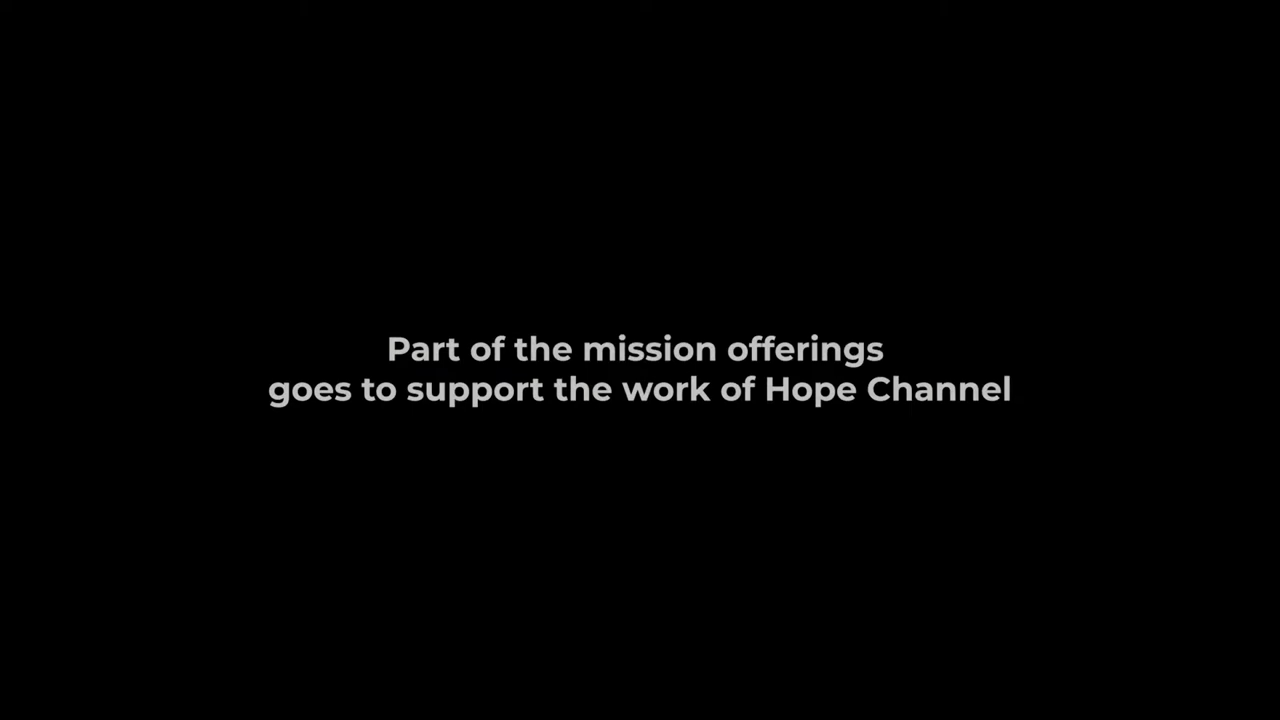 Part of the mission offerings
goes to support the work of Hope Channel